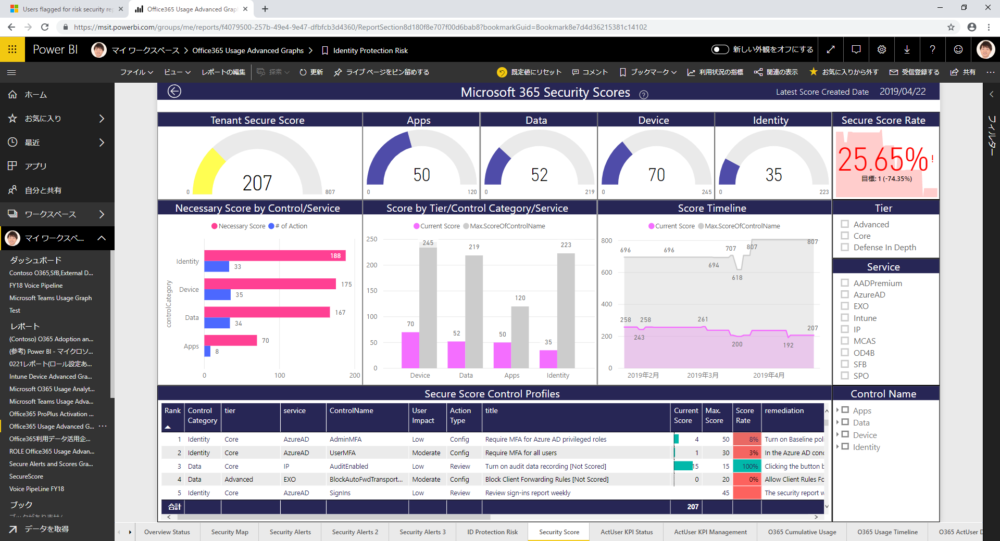 Users flagged for risk security rep
Office365 Usage Advanced Grap
https://msit.powerbi.com/groups/me/reports/f4079500-257b-49e4-9e47-dfbfcb3d4360/ReportSection8d180f8e707f00d6bab8?bookmarkGuid=Bookmark8e7d4d36215381c14102
Power BI
マイ ワークスペース > Office365 Usage Advanced Graphs > Identity Protection Risk
新しい外観をオフにする
ファイル ビュー レポートの編集 探索 更新 ライブ ページをピン留めする
既定値にリセット コメント ブックマーク 利用状況の指標 関連の表示 お気に入りから外す 受信登録する 共有 ...
ホーム
お気に入り
最近
アプリ
自分と共有
ワークスペース
マイ ワークスペ...
ダッシュボード
Contoso O365,SfB,External D...
FY18 Voice Pipeline
Microsoft Teams Usage Graph
Test
レポート
(Contoso) O365 Adoption an...
(参考) Power BI - マイクロソ...
0221レポート(ロール設定あ...
Intune Device Advanced Gra...
Microsoft O365 Usage Analyt...
Microsoft Teams Usage Adva...
Office365 ProPlus Activation ...
Office365 Usage Advanced G... ...
Office365利用データ活用企...
ROLE Office365 Usage Advan...
Secure Alerts and Scores Gra...
SecureScore
Voice PipeLine FY18
ブック
データを取得
Microsoft 365 Security Scores ?
Latest Score Created Date 2019/04/22
フィルター
Tenant Secure Score
207
0 807
Apps
50
0 120
Data
52
0 219
Device
70
0 245
Identity
35
0 223
Secure Score Rate
25.65%!
目標: 1 (-74.35%)
Necessary Score by Control/Service
Necessary Score # of Action
controlCategory
Identity 188
33
Device 175
35
Data 167
34
Apps 70
8
0 100 200
Score by Tier/Control Category/Service
Current Score Max.ScoreOfControlName
250
200
150
100
50
0
245
219
223
120
70
52
50
35
Device Data Apps Identity
Score Timeline
Current Score Max.ScoreOfControlName
800
600
400
200
0
696 696 694 707 618 807 807
258 243 258 261 200 192 207
2019年2月 2019年3月 2019年4月
Tier
Advanced
Core
Defense In Depth
Service
AADPremium
AzureAD
EXO
Intune
IP
MCAS
OD4B
SFB
SPO
Control Name
Apps
Data
Device
Identity
Secure Score Control Profiles
Rank Control Category tier service ControlName User Impact Action Type title Current Score Max. Score Score Rate remediation
1 Identity Core AzureAD AdminMFA Low Config Require MFA for Azure AD privileged roles 4 50 8% Turn on Baseline poli
2 Identity Core AzureAD UserMFA Moderate Config Require MFA for all users 1 30 3% In the Azure AD conc
3 Data Core IP AuditEnabled Low Review Turn on audit data recording [Not Scored] 15 15 100% Clicking the button b
4 Data Advanced EXO BlockAutoFwdTransport... Moderate Config Block Client Forwarding Rules [Not Scored] 0 20 0% Allow Client Rules Fo
5 Identity Core AzureAD SignIns Low Review Review sign-ins report weekly 45 The security report w
合計 207
Overview Status Security Map Security Alerts Security Alerts 2 Security Alerts 3 ID Protection Risk Security Score ActUser KPI Status ActUser KPI Management O365 Cumulative Usage O365 Usage Timeline O365 ActUser D